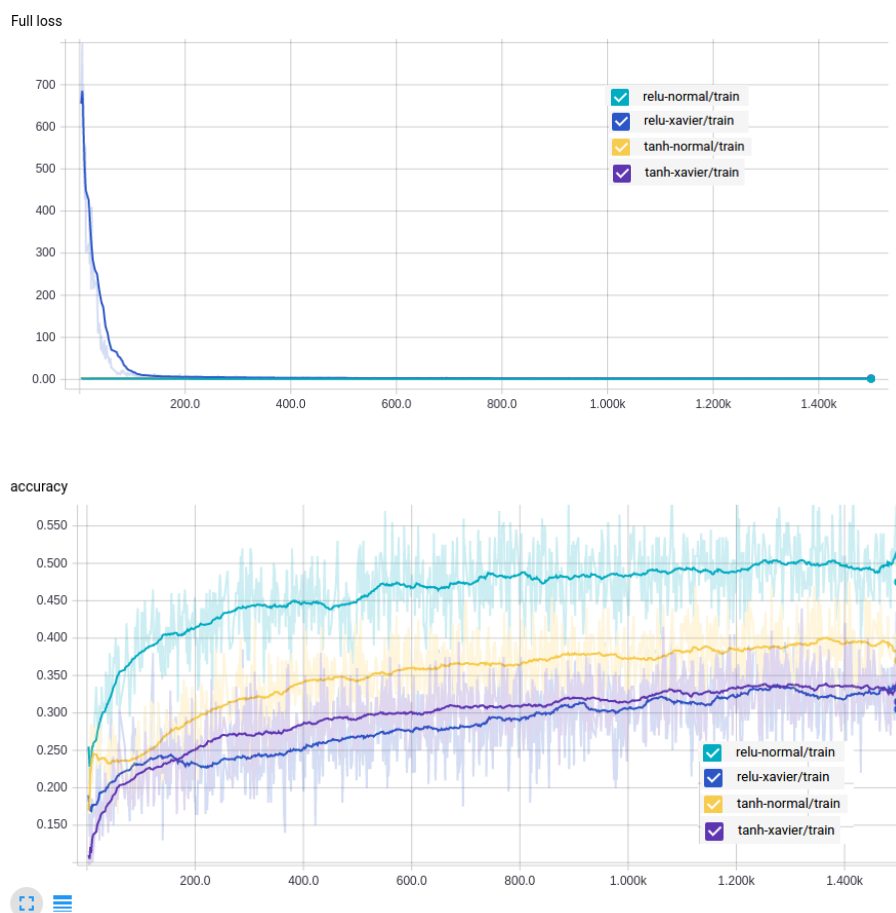 Full loss
700
600
500
400
300
200
100
0.00
relu-normal/train
relu-xavier/train
tanh-normal/train
tanh-xavier/train
200.0 400.0 600.0 800.0 1.000k 1.200k 1.400k
accuracy
0.550
0.500
0.450
0.400
0.350
0.300
0.250
0.200
0.150
relu-normal/train
relu-xavier/train
tanh-normal/train
tanh-xavier/train
200.0 400.0 600.0 800.0 1.000k 1.200k 1.400k